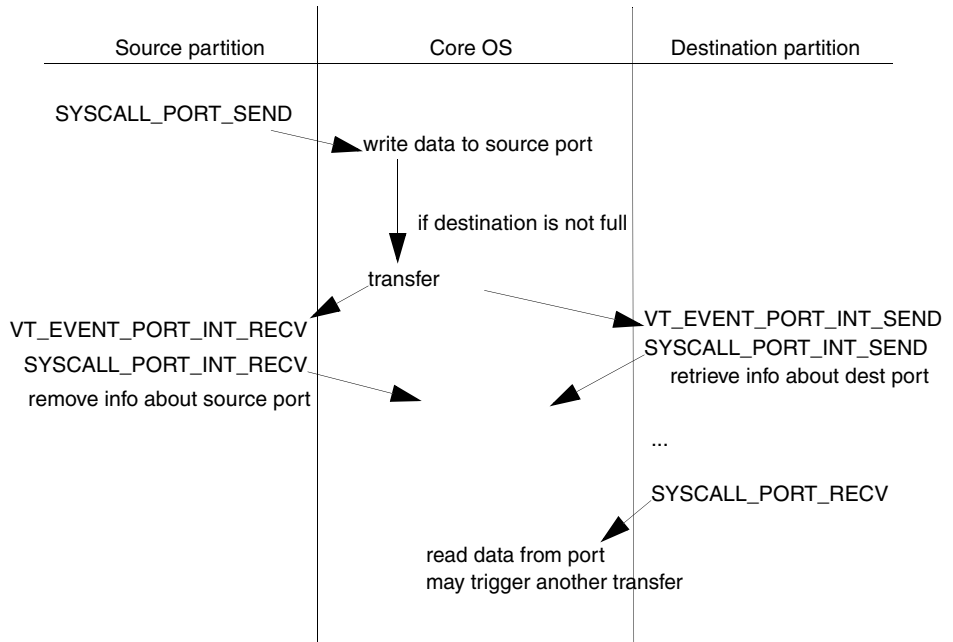 Source partition
Core OS
Destination partition
SYSCALL_PORT_SEND
write data to source port
if destination is not full
transfer
VT_EVENT_PORT_INT_RECV
VT_EVENT_PORT_INT_SEND
SYSCALL_PORT_INT_RECV
SYSCALL_PORT_INT_SEND
remove info about source port
retrieve info about dest port
...
SYSCALL_PORT_RECV
read data from port
may trigger another transfer